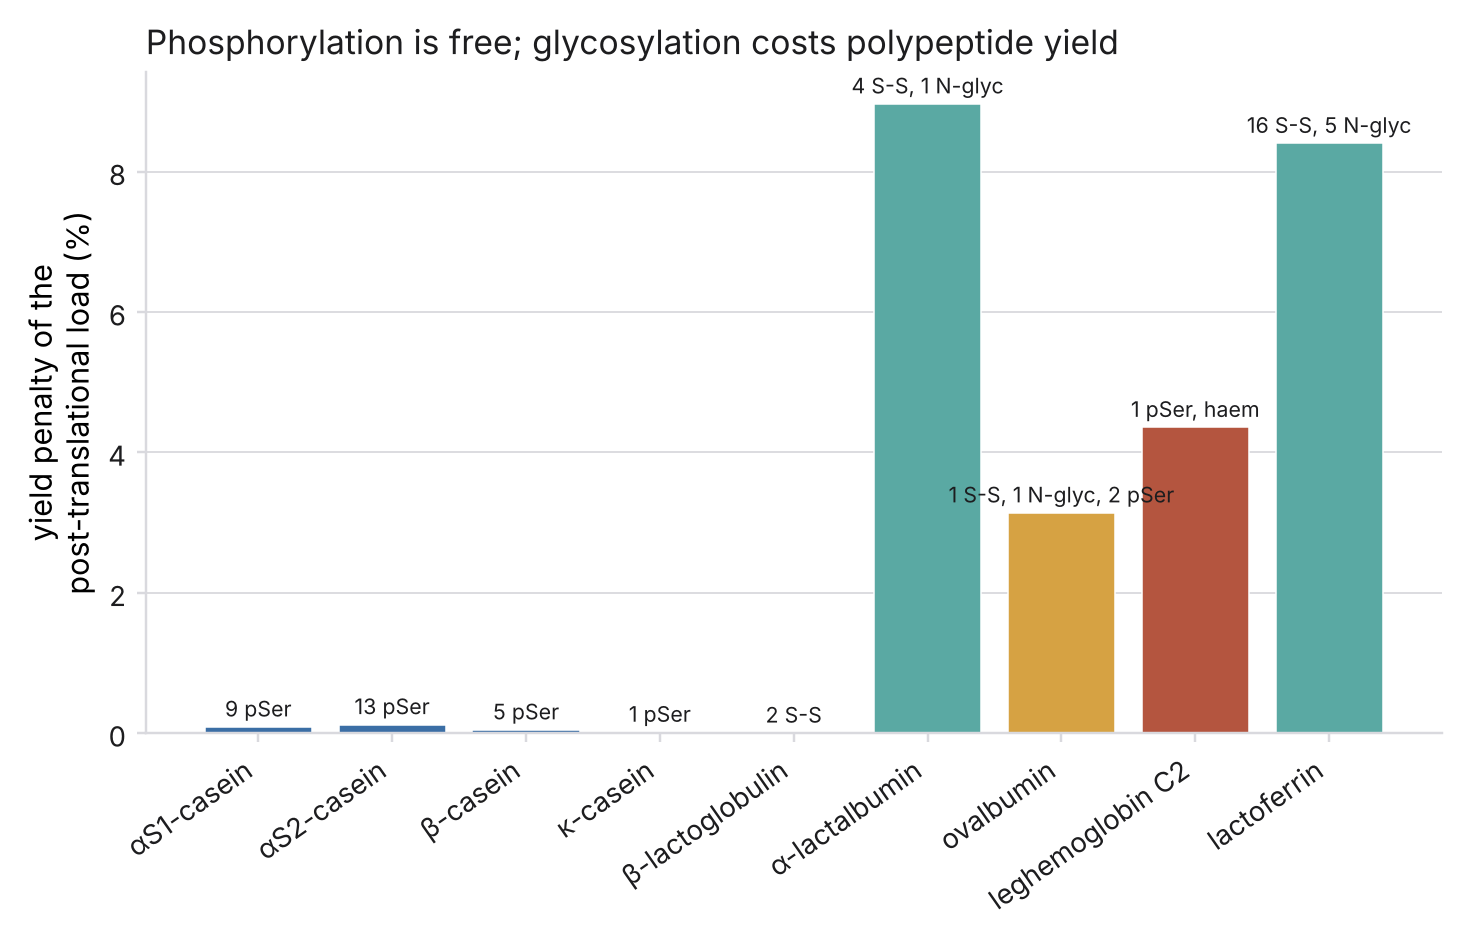 Phosphorylation is free; glycosylation costs polypeptide yield
yield penalty of the
post-translational load (%)
8
6
4
2
0
4 S-S, 1 N-glyc
16 S-S, 5 N-glyc
1 pSer, haem
1 S-S, 1 N-glyc, 2 pSer
9 pSer
13 pSer
5 pSer
1 pSer
2 S-S
αS1-casein
αS2-casein
β-casein
κ-casein
β-lactoglobulin
α-lactalbumin
ovalbumin
leghemoglobin C2
lactoferrin